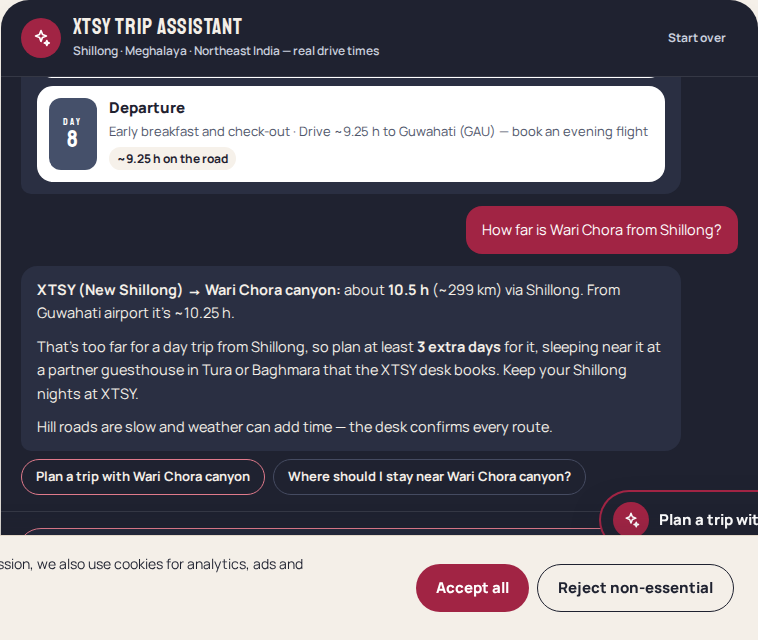 XTSY TRIP ASSISTANT
Shillong · Meghalaya · Northeast India — real drive times
Start over
DAY
8
Departure
Early breakfast and check-out · Drive ~9.25 h to Guwahati (GAU) — book an evening flight
~9.25 h on the road
How far is Wari Chora from Shillong?
XTSY (New Shillong) → Wari Chora canyon: about 10.5 h (~299 km) via Shillong. From
Guwahati airport it's ~10.25 h.
That's too far for a day trip from Shillong, so plan at least 3 extra days for it, sleeping near it at
a partner guesthouse in Tura or Baghmara that the XTSY desk books. Keep your Shillong
nights at XTSY.
Hill roads are slow and weather can add time — the desk confirms every route.
Plan a trip with Wari Chora canyon
Where should I stay near Wari Chora canyon?
Plan a trip wit
ssion, we also use cookies for analytics, ads and
Accept all
Reject non-essential